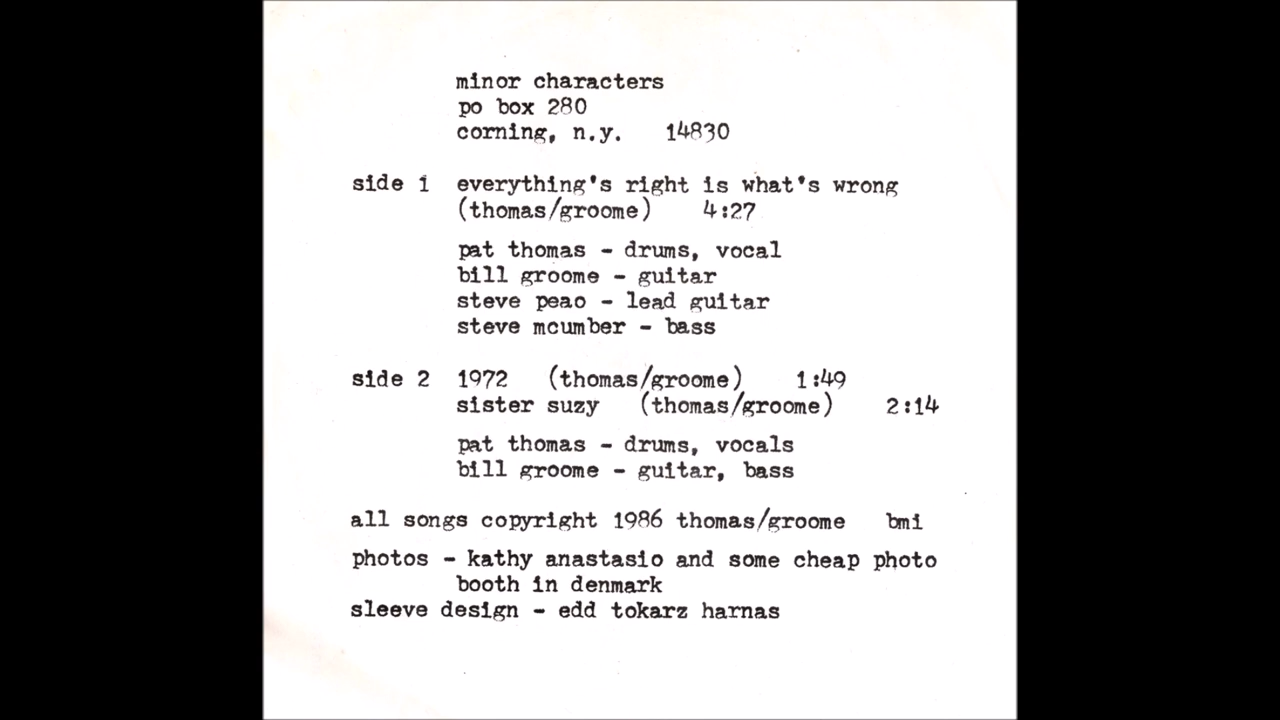 minor characters
po box 280
corning, n.y. 14830
side 1 everything's right is what's wrong
(thomas/groome) 4:27
pat thomas - drums, vocal
bill groome - guitar
steve peao - lead guitar
steve mcumber - bass
side 2 1972 (thomas/groome) 1:49
sister suzy (thomas/groome) 2:14
pat thomas - drums, vocals
bill groome - guitar, bass
all songs copyright 1986 thomas/groome bmi
photos - kathy anastasio and some cheap photo
booth in denmark
sleeve design - edd tokarz harnas